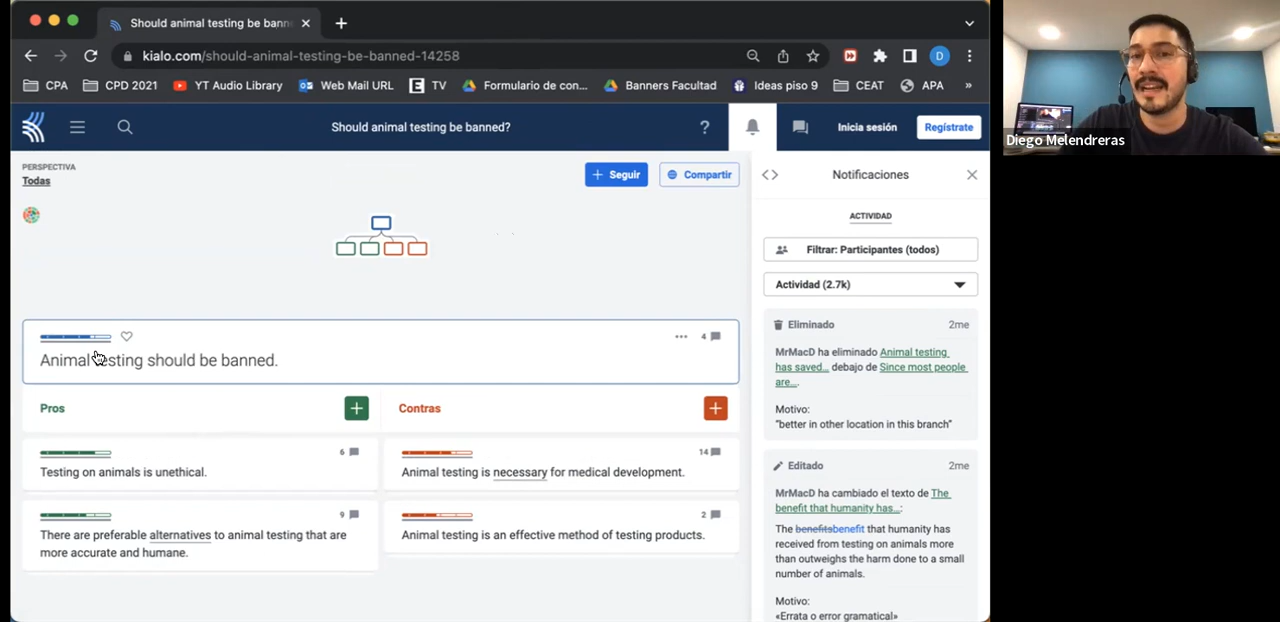 Should animal testing be bann
kialo.com/should-animal-testing-be-banned-14258
D
CPA
CPD 2021
YT Audio Library
Web Mail URL
TV
Formulario de con...
Banners Facultad
Ideas piso 9
CEAT
APA
»
Should animal testing be banned?
?
Inicia sesión
Regístrate
PERSPECTIVA
Todas
+ Seguir
Compartir
Animal testing should be banned.
4
Pros
Contras
6
Testing on animals is unethical.
14
Animal testing is necessary for medical development.
9
There are preferable alternatives to animal testing that are
more accurate and humane.
2
Animal testing is an effective method of testing products.
Notificaciones
ACTIVIDAD
Filtrar: Participantes (todos)
Actividad (2.7k)
Eliminado 2me
MrMacD ha eliminado Animal testing
has saved... debajo de Since most people
are....
Motivo:
"better in other location in this branch"
Editado 2me
MrMacD ha cambiado el texto de The
benefit that humanity has...:
The benefitsbenefit that humanity has
received from testing on animals more
than outweighs the harm done to a small
number of animals.
Motivo:
«Errata o error gramatical»
Diego Melendreras